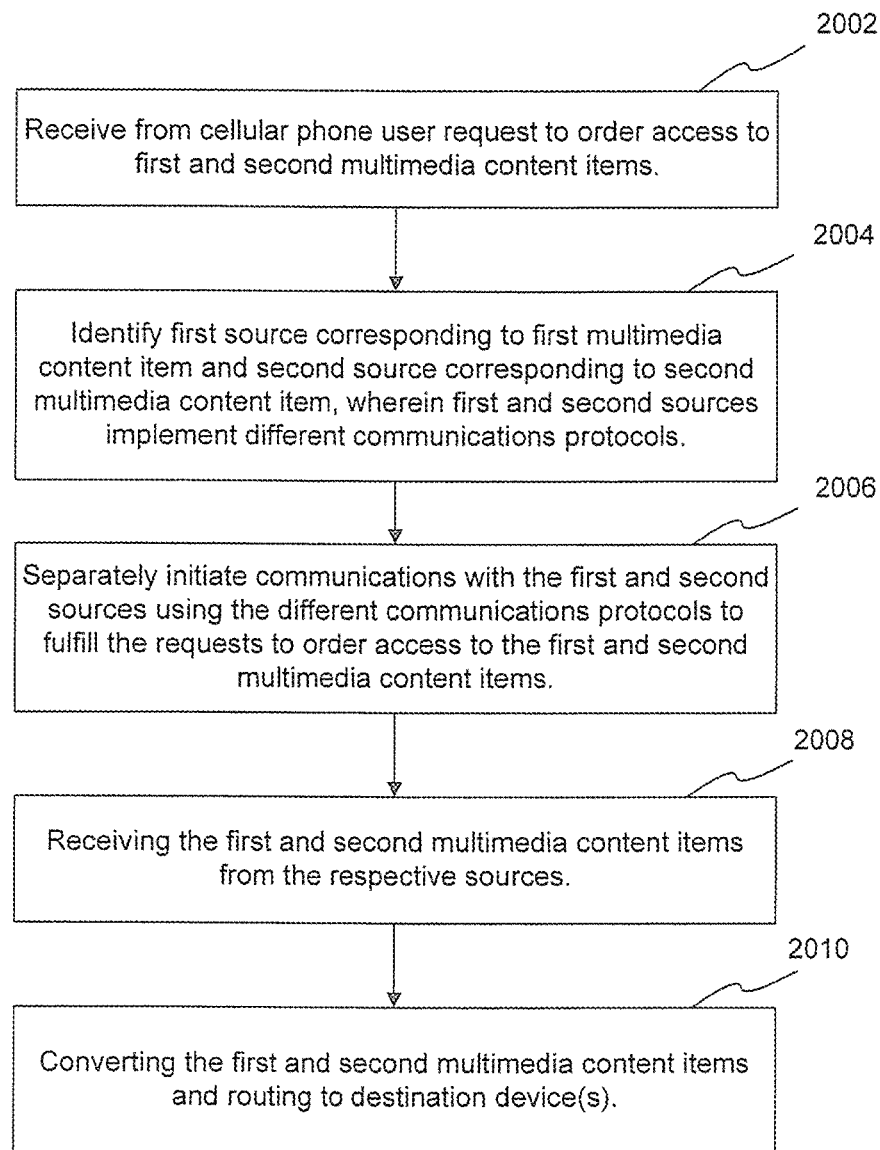 2002
Receive from cellular phone user request to order access to
first and second multimedia content items.
2004
Identify first source corresponding to first multimedia
content item and second source corresponding to second
multimedia content item, wherein first and second sources
implement different communications protocols.
2006
Separately initiate communications with the first and second
sources using the different communications protocols to
fulfill the requests to order access to the first and second
multimedia content items.
2008
Receiving the first and second multimedia content items
from the respective sources.
2010
Converting the first and second multimedia content items
and routing to destination device(s).